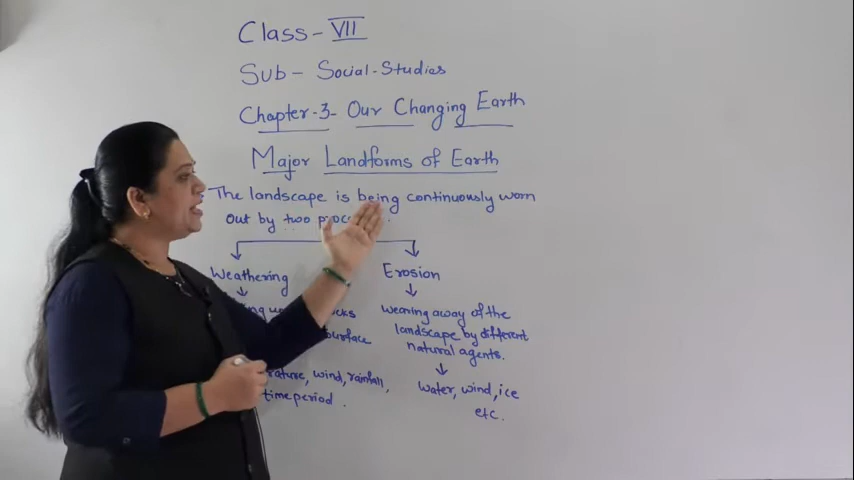 Class - VII
Sub - Social-Studies
Chapter-3- Our Changing Earth
Major Landforms of Earth
The landscape is being continuously worn
out by two
Weathering Erosion
wearing away of the
surface landscape by different
natural agents.
wind, rainfall, water, wind, ice
time period. etc.